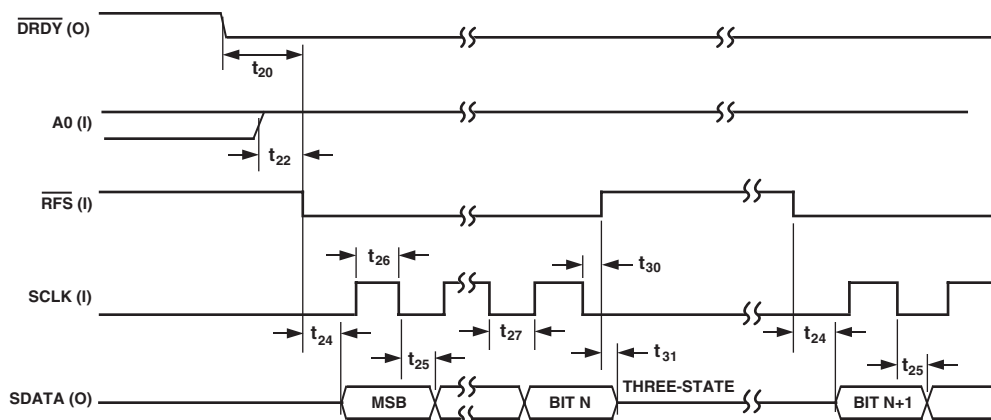 DRDY (O)
t20
A0 (I)
t22
RFS (I)
t26
t30
SCLK (I)
t24
t27
t24
t25
t31
t25
SDATA (O)
MSB
BIT N
THREE-STATE
BIT N+1